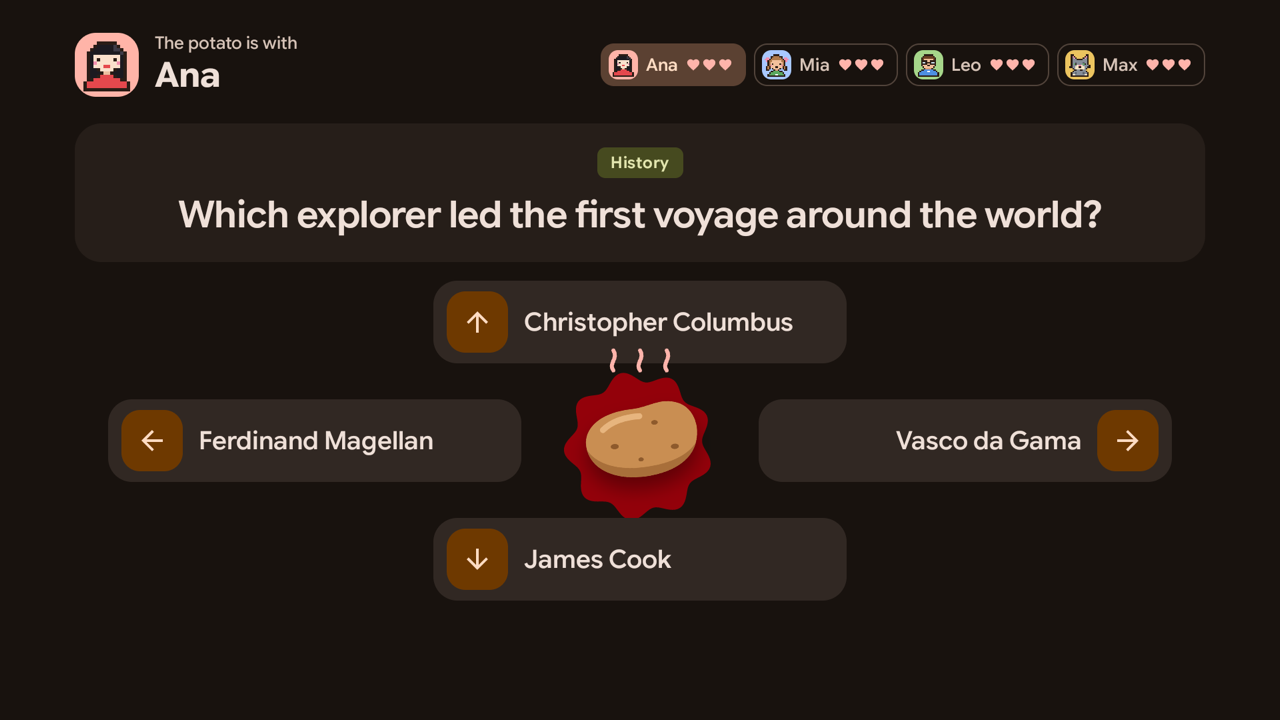 The potato is with
Ana
Ana
Mia
Leo
Max
History
Which explorer led the first voyage around the world?
Christopher Columbus
Ferdinand Magellan
Vasco da Gama
James Cook